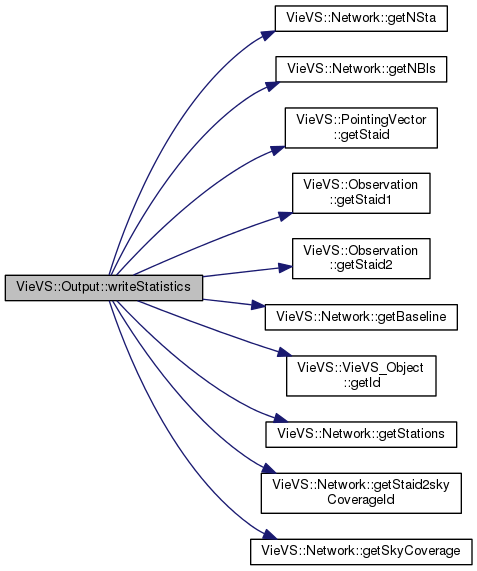 VieVS::Network::getNSta
VieVS::Network::getNBls
VieVS::PointingVector
::getStaid
VieVS::Observation
::getStaid1
VieVS::Observation
::getStaid2
VieVS::Output::writeStatistics
VieVS::Network::getBaseline
VieVS::VieVS_Object
::getId
VieVS::Network::getStations
VieVS::Network::getStaid2sky
CoverageId
VieVS::Network::getSkyCoverage